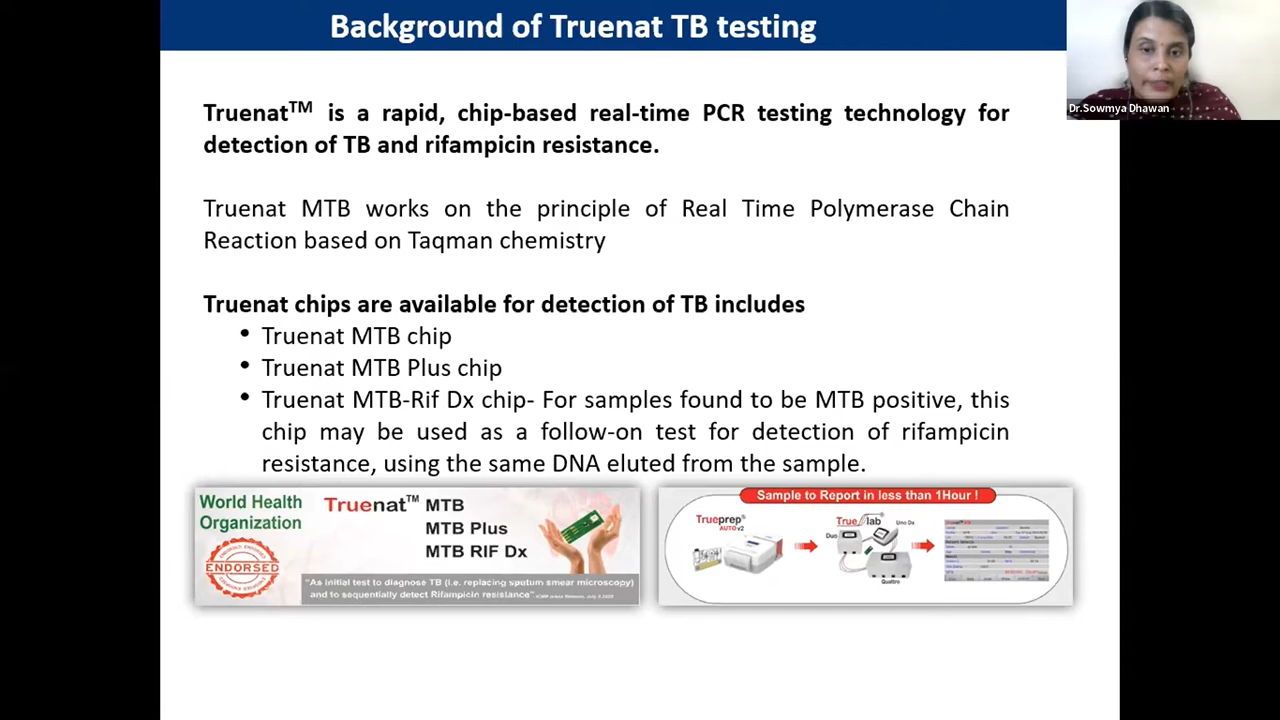 Background of Truenat TB testing
Dr.Sowmya Dhawan
Truenat™ is a rapid, chip-based real-time PCR testing technology for
detection of TB and rifampicin resistance.
Truenat MTB works on the principle of Real Time Polymerase Chain
Reaction based on Taqman chemistry
Truenat chips are available for detection of TB includes
• Truenat MTB chip
• Truenat MTB Plus chip
• Truenat MTB-Rif Dx chip- For samples found to be MTB positive, this
chip may be used as a follow-on test for detection of rifampicin
resistance, using the same DNA eluted from the sample.
World Health
Organization
ENDORSED
Truenat™ MTB
MTB Plus
MTB RIF Dx
"As initial test to diagnose TB (i.e. replacing sputum smear microscopy)
and to sequentially detect Rifampicin resistance"
Sample to Report in less than 1Hour !
Trueprep®
AUTO v2
Truelab
Uno Dx
Duo
Quattro